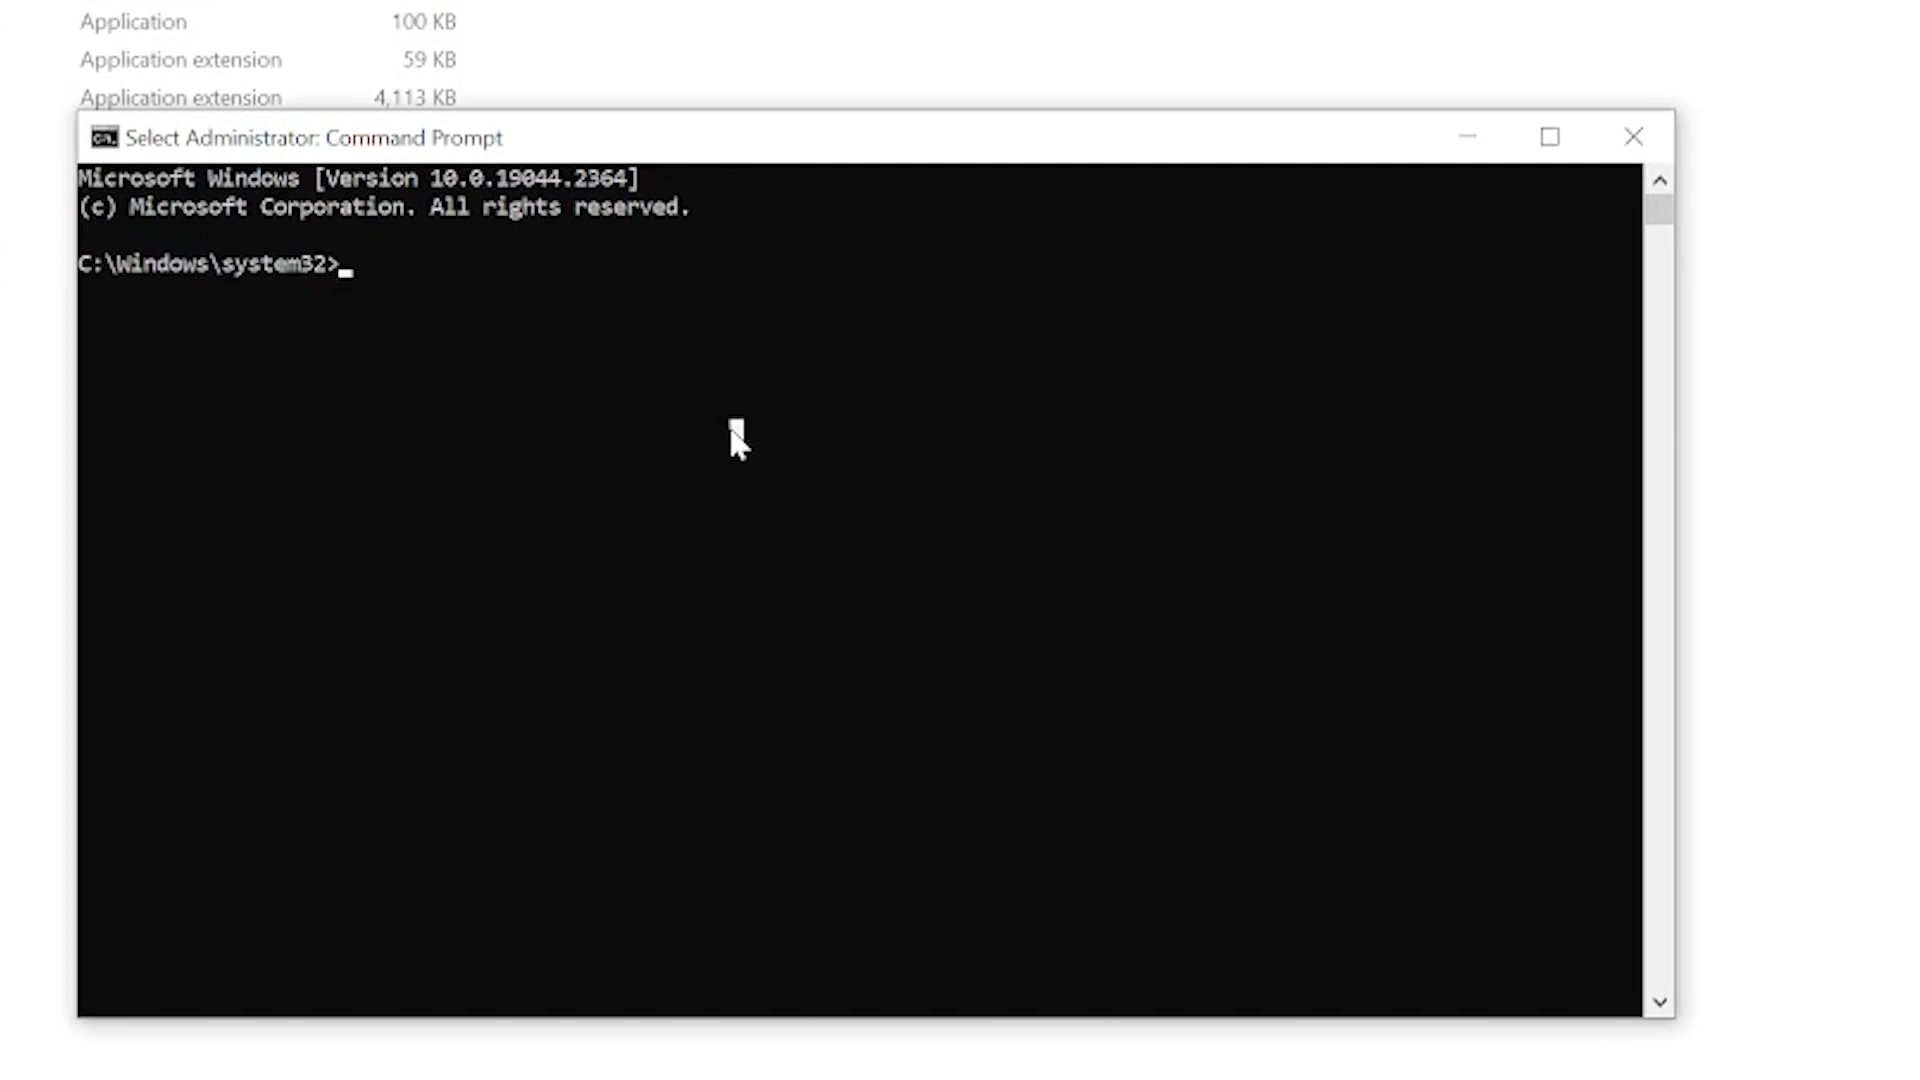 Application 100 KB
Application extension 59 KB
Application extension 4,113 KB
Select Administrator: Command Prompt
Microsoft Windows [Version 10.0.19044.2364]
(c) Microsoft Corporation. All rights reserved.
C:\Windows\system32>